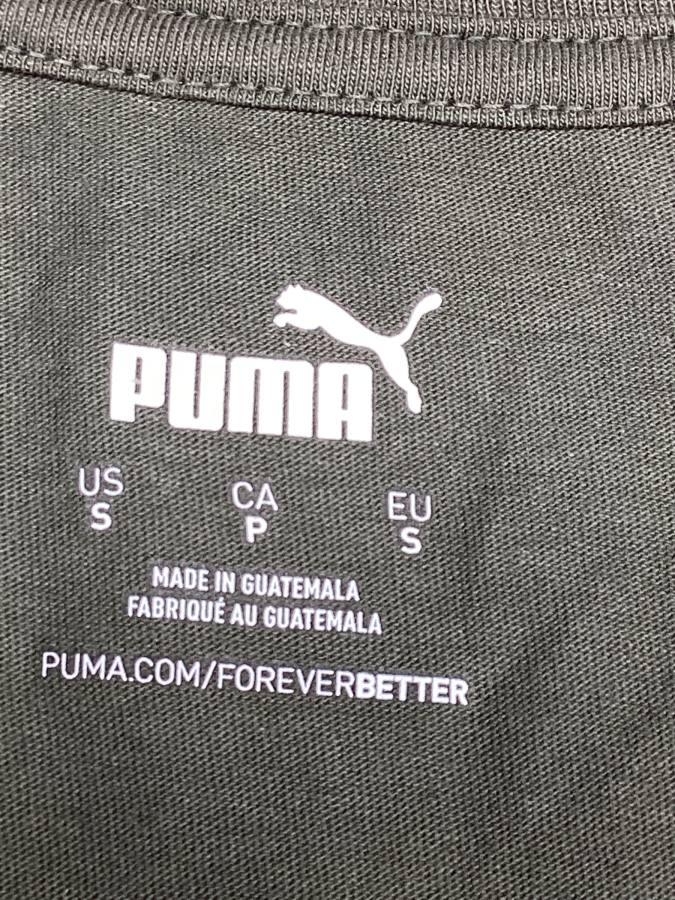 PUMA
US CA EU
S P S
MADE IN GUATEMALA
FABRIQUÉ AU GUATEMALA
PUMA.COM/FOREVERBETTER